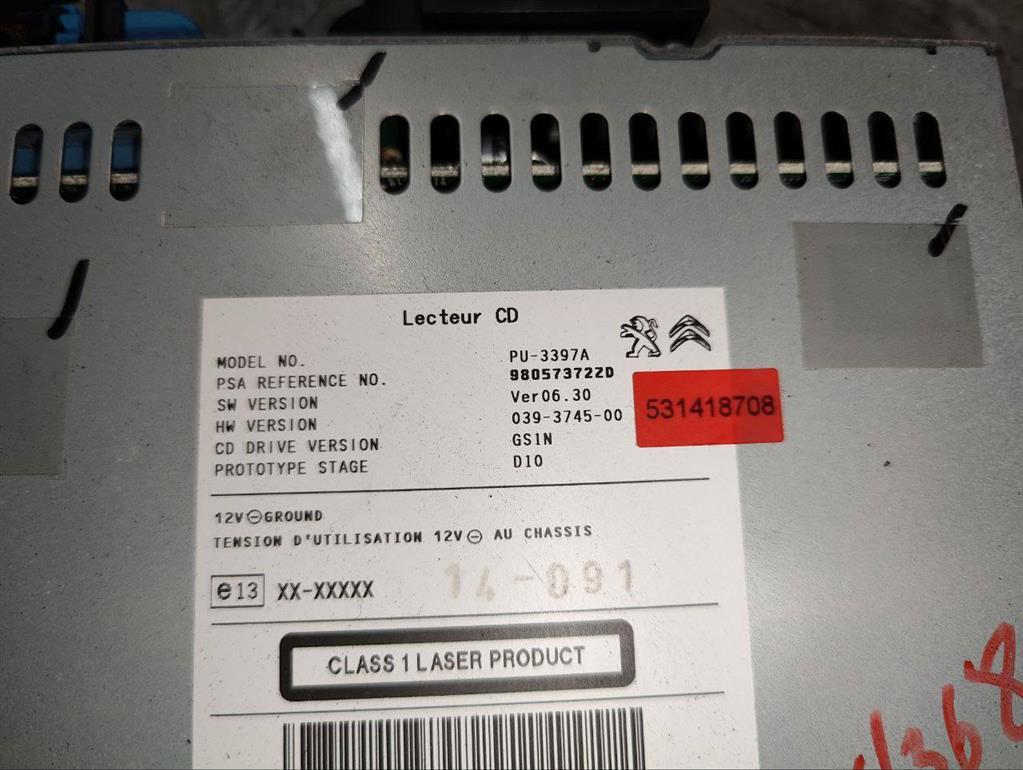 Lecteur CD
MODEL NO. PU-3397A
PSA REFERENCE NO. 98057372ZD
SW VERSION Ver06.30
HW VERSION 039-3745-00
CD DRIVE VERSION GS1N
PROTOTYPE STAGE D10
531418708
12V⊖GROUND
TENSION D'UTILISATION 12V⊖ AU CHASSIS
e13 XX-XXXXX 14-091
CLASS 1 LASER PRODUCT
/368